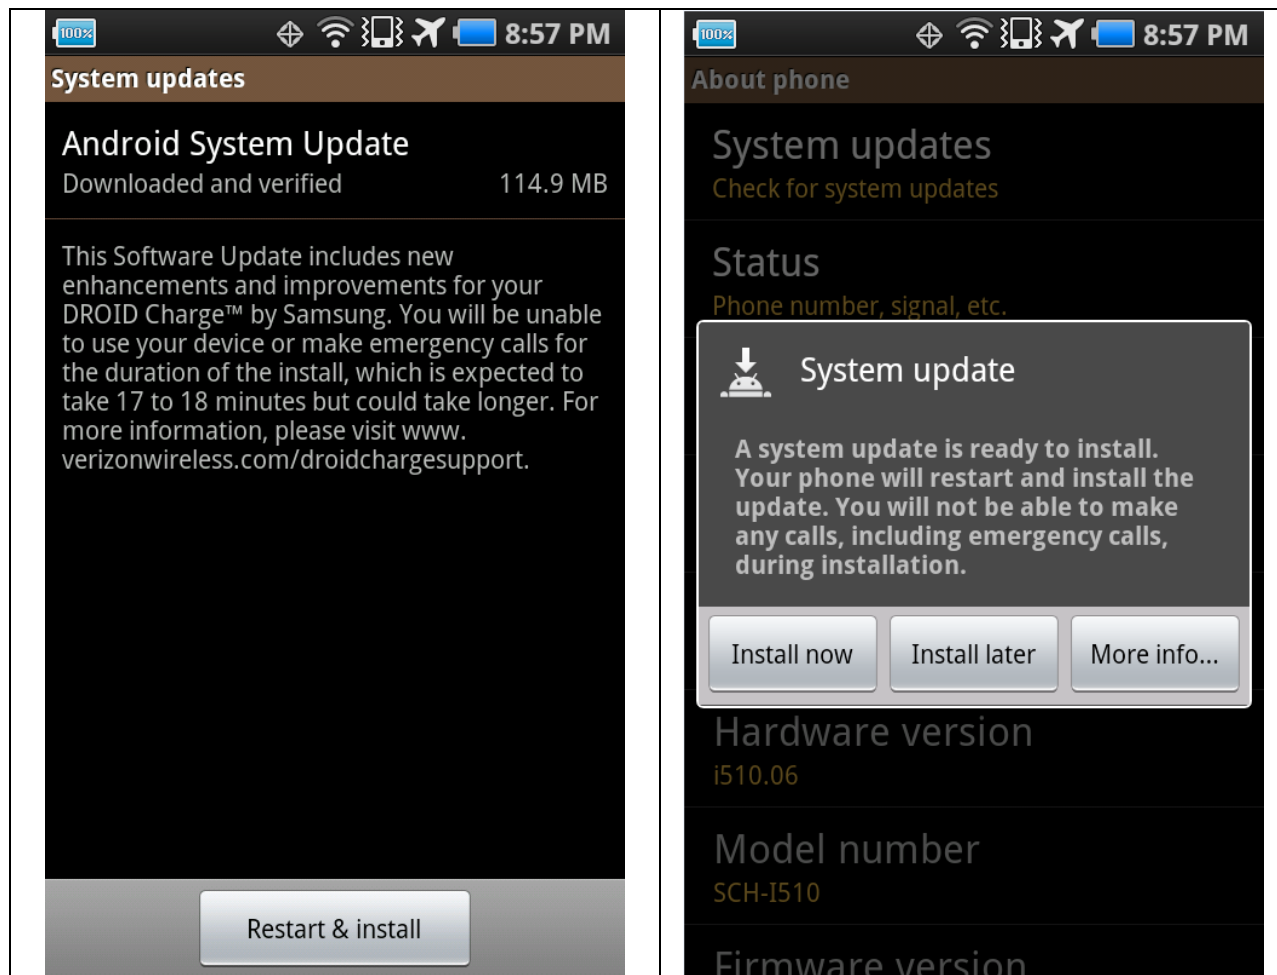 100%
8:57 PM
System updates
Android System Update
Downloaded and verified 114.9 MB
This Software Update includes new
enhancements and improvements for your
DROID Charge™ by Samsung. You will be unable
to use your device or make emergency calls for
the duration of the install, which is expected to
take 17 to 18 minutes but could take longer. For
more information, please visit www.
verizonwireless.com/droidchargesupport.
Restart & install
100%
8:57 PM
About phone
System updates
Check for system updates
Status
Phone number, signal, etc.
System update
A system update is ready to install.
Your phone will restart and install the
update. You will not be able to make
any calls, including emergency calls,
during installation.
Install now Install later More info...
Hardware version
i510.06
Model number
SCH-I510
Firmware version